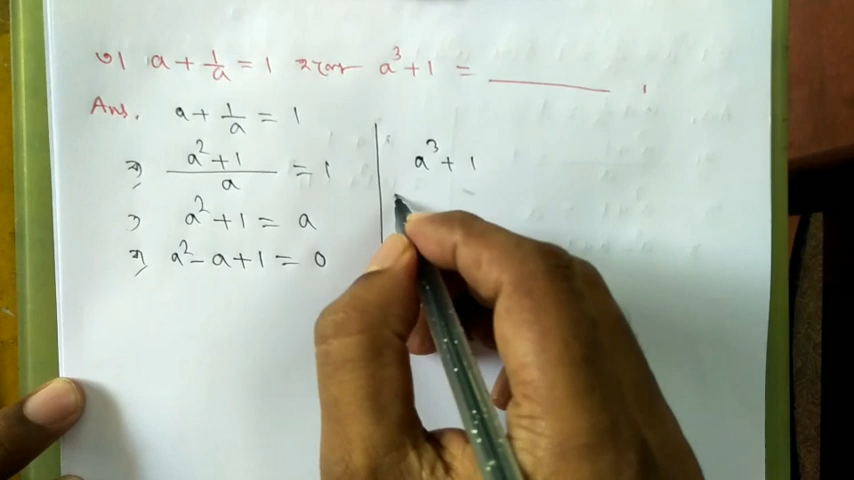 ৩। a + 1/a = 1 হলে a³ + 1 = ________ ।
Ans. a + 1/a = 1
বা, (a² + 1)/a = 1
বা, a² + 1 = a
বা, a² - a + 1 = 0
a³ + 1